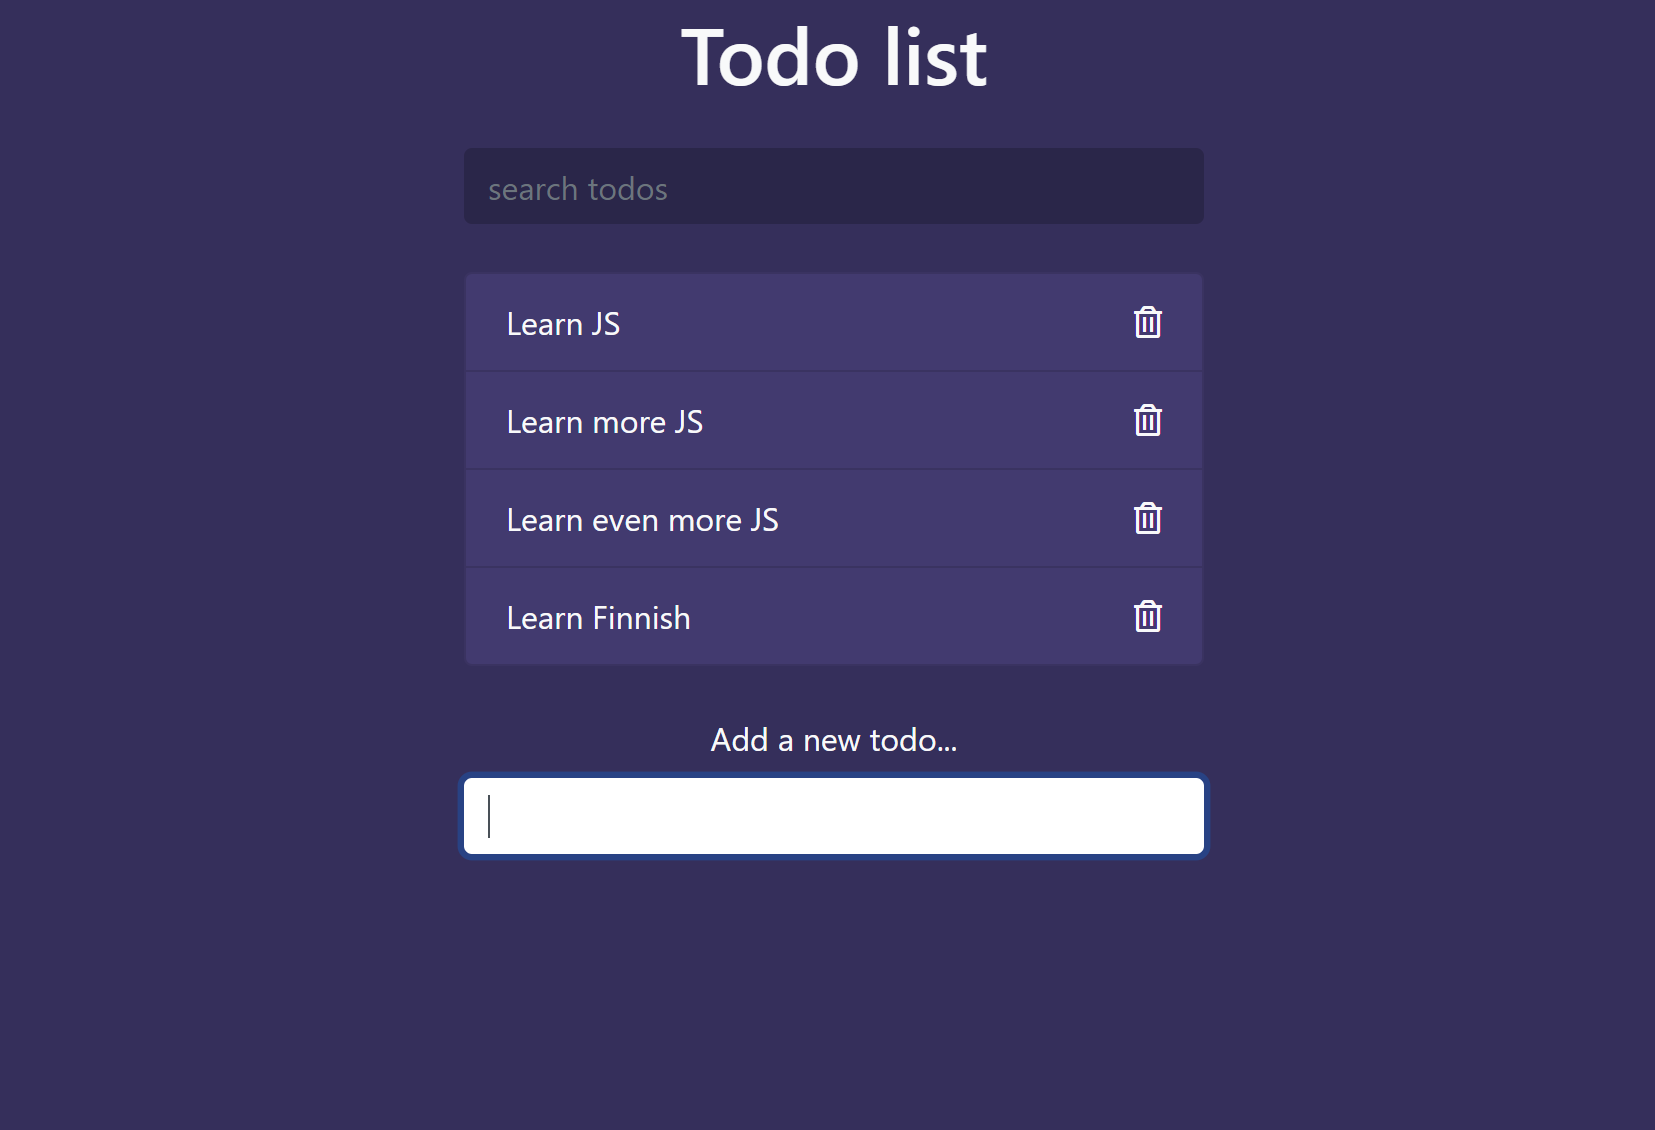 Todo list
search todos
Learn JS
Learn more JS
Learn even more JS
Learn Finnish
Add a new todo...